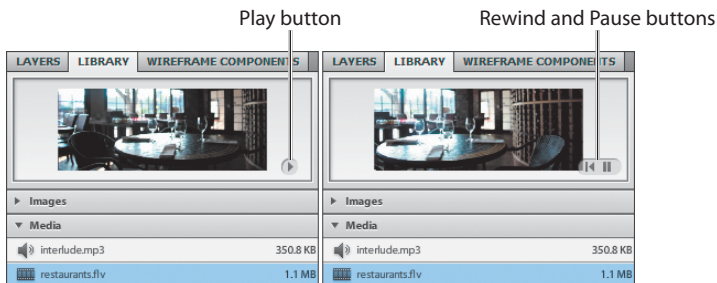 Play button
Rewind and Pause buttons
LAYERS LIBRARY WIREFRAME COMPONENTS
LAYERS LIBRARY WIREFRAME COMPONENTS
Images
Images
Media
Media
interlude.mp3 350.8 KB
interlude.mp3 350.8 KB
restaurants.flv 1.1 MB
restaurants.flv 1.1 MB